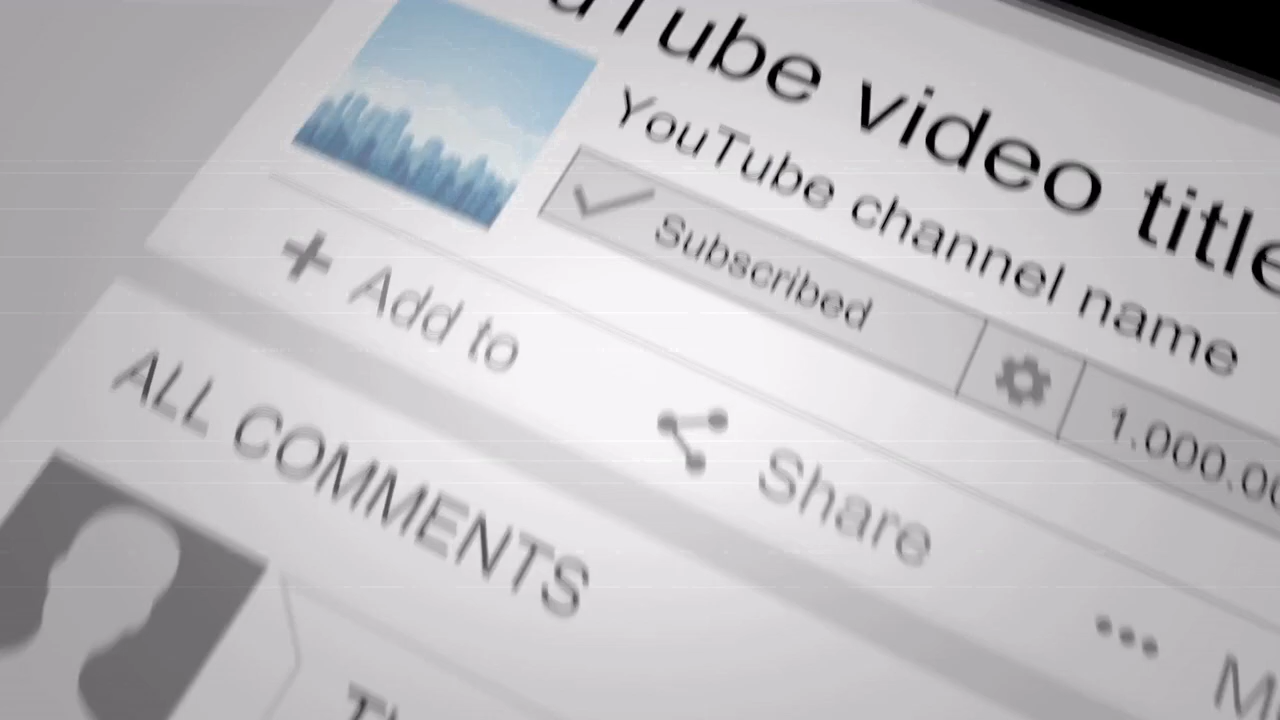 uTube video title
YouTube channel name
Subscribed
1.000.00
Add to
Share
ALL COMMENTS